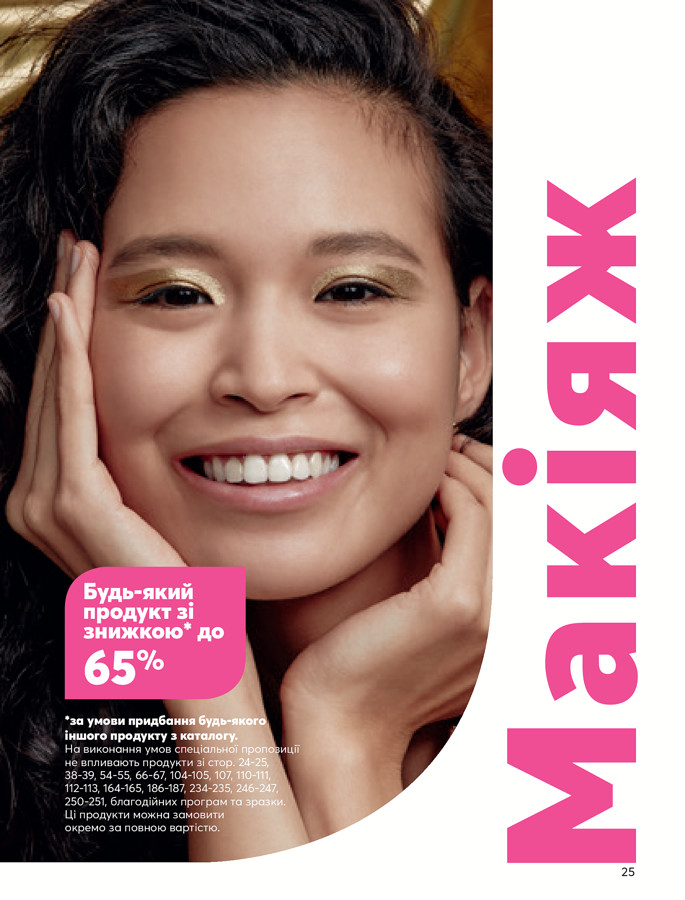 Макіяж
Будь-який
продукт зі
знижкою* до
65%
*за умови придбання будь-якого
іншого продукту з каталогу.
На виконання умов спеціальної пропозиції
не впливають продукти зі стор. 24-25,
38-39, 54-55, 66-67, 104-105, 107, 110-111,
112-113, 164-165, 186-187, 234-235, 246-247,
250-251, благодійних програм та зразки.
Ці продукти можна замовити
окремо за повною вартістю.
25